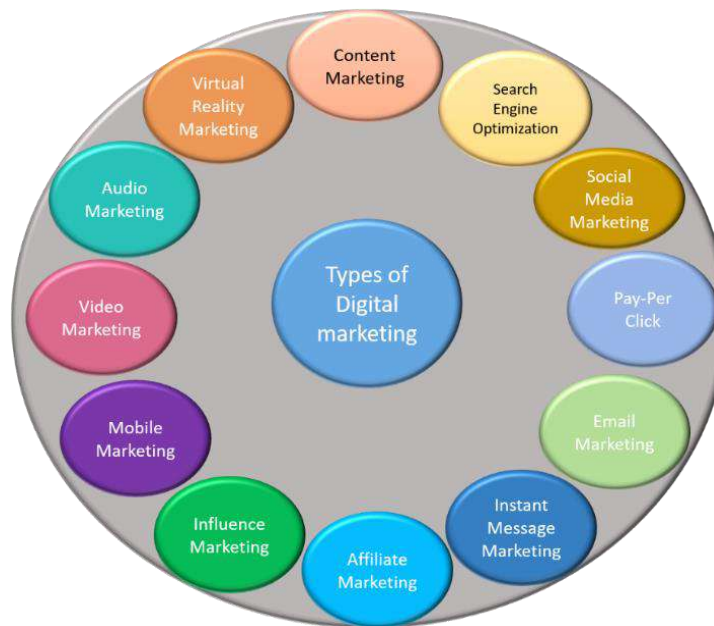 Types of
Digital
marketing
Content
Marketing
Search
Engine
Optimization
Social
Media
Marketing
Pay-Per
Click
Email
Marketing
Instant
Message
Marketing
Affiliate
Marketing
Influence
Marketing
Mobile
Marketing
Video
Marketing
Audio
Marketing
Virtual
Reality
Marketing